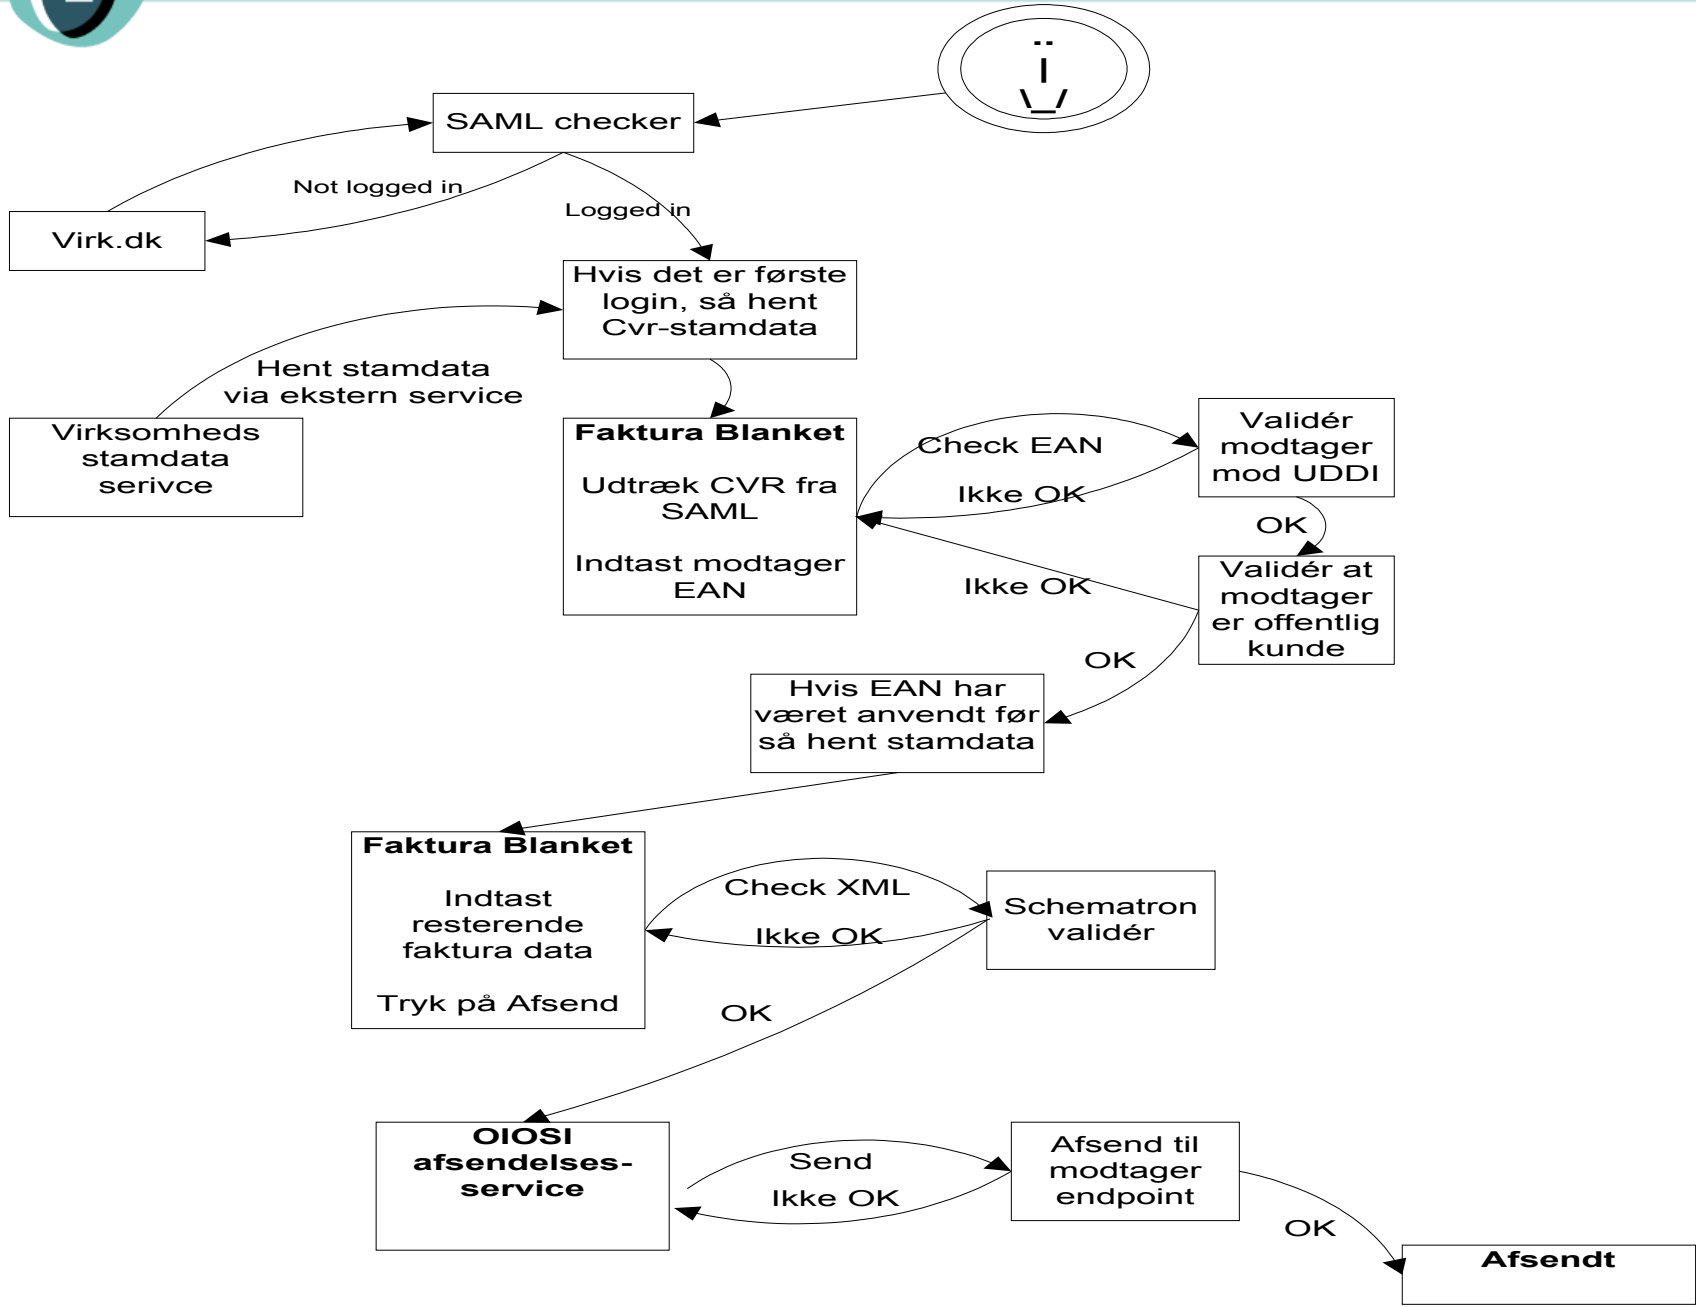 ..
|
\_/
SAML checker
Not logged in
Logged in
Virk.dk
Hvis det er første
login, så hent
Cvr-stamdata
Hent stamdata
via ekstern service
Virksomheds
stamdata
serivce
Faktura Blanket
Udtræk CVR fra
SAML
Indtast modtager
EAN
Check EAN
Ikke OK
Validér
modtager
mod UDDI
OK
Ikke OK
Validér at
modtager
er offentlig
kunde
OK
Hvis EAN har
været anvendt før
så hent stamdata
Faktura Blanket
Indtast
resterende
faktura data
Tryk på Afsend
Check XML
Ikke OK
Schematron
validér
OK
OIOSI
afsendelses-
service
Send
Ikke OK
Afsend til
modtager
endpoint
OK
Afsendt